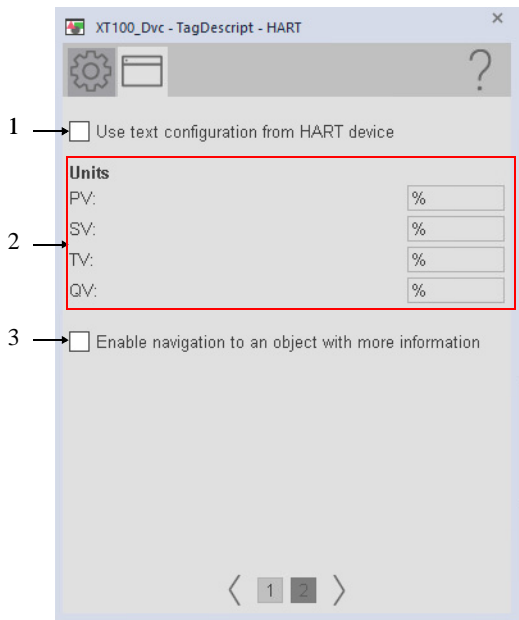 XT100_Dvc - TagDescript - HART
×
?
1
Use text configuration from HART device
2
Units
PV: %
SV: %
TV: %
QV: %
3
Enable navigation to an object with more information
1 2